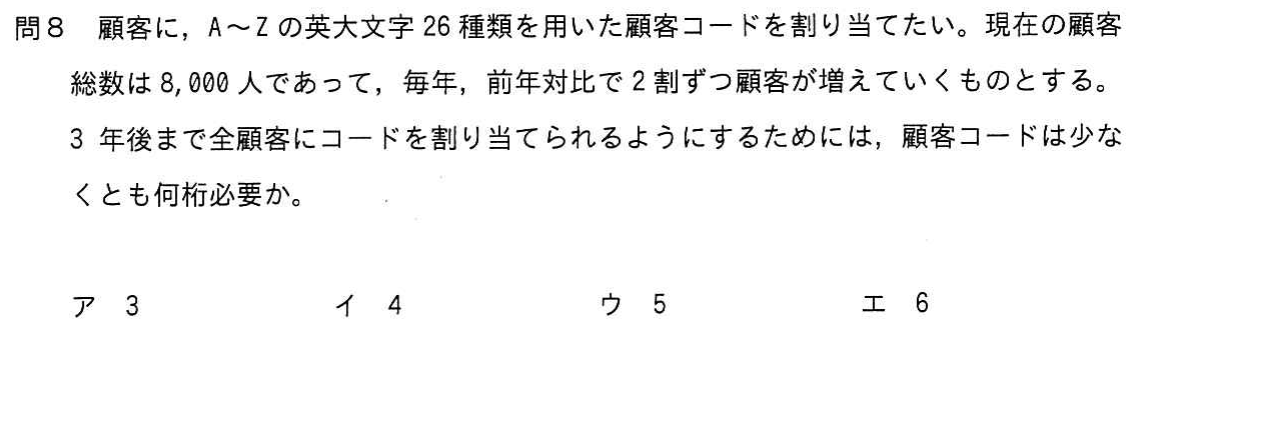 問8 顧客に，A～Zの英大文字26種類を用いた顧客コードを割り当てたい。現在の顧客
総数は8,000人であって，毎年，前年対比で2割ずつ顧客が増えていくものとする。
3年後まで全顧客にコードを割り当てられるようにするためには，顧客コードは少な
くとも何桁必要か。
ア 3 イ 4 ウ 5 エ 6